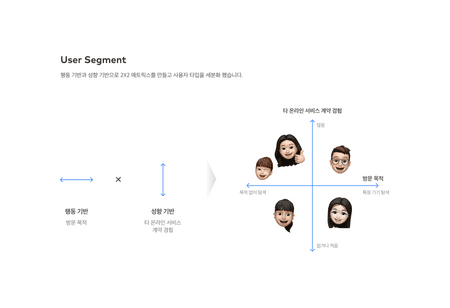 User Segment
행동 기반과 성향 기반으로 2X2 매트릭스를 만들고 사용자 타입을 세분화 했습니다.
타 온라인 서비스 계약 경험
많음
방문 목적
목적 없이 탐색
특정 기기 탐색
없거나 적음
×
행동 기반
방문 목적
성향 기반
타 온라인 서비스
계약 경험